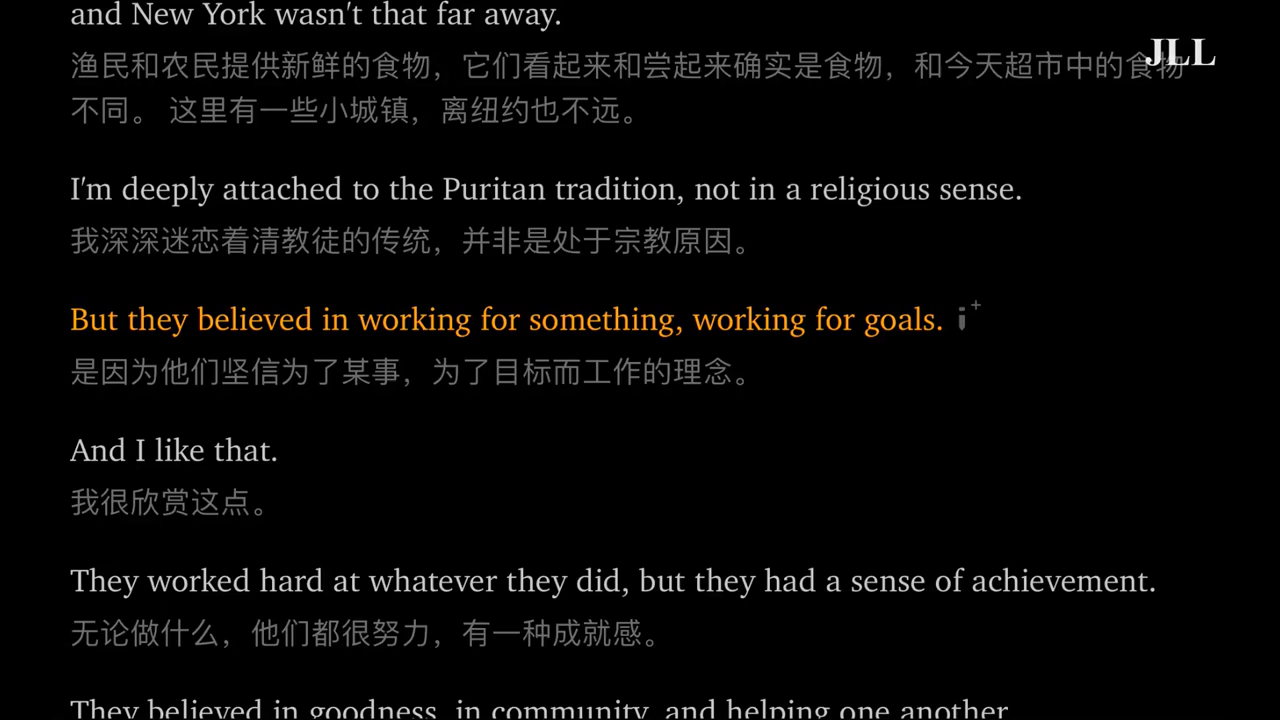 and New York wasn't that far away.
渔民和农民提供新鲜的食物，它们看起来和尝起来确实是食物，和今天超市中的食物
JLL
不同。 这里有一些小城镇，离纽约也不远。
I'm deeply attached to the Puritan tradition, not in a religious sense.
我深深迷恋着清教徒的传统，并非是处于宗教原因。
But they believed in working for something, working for goals.
是因为他们坚信为了某事，为了目标而工作的理念。
And I like that.
我很欣赏这点。
They worked hard at whatever they did, but they had a sense of achievement.
无论做什么，他们都很努力，有一种成就感。
They believed in goodness, in community, and helping one another